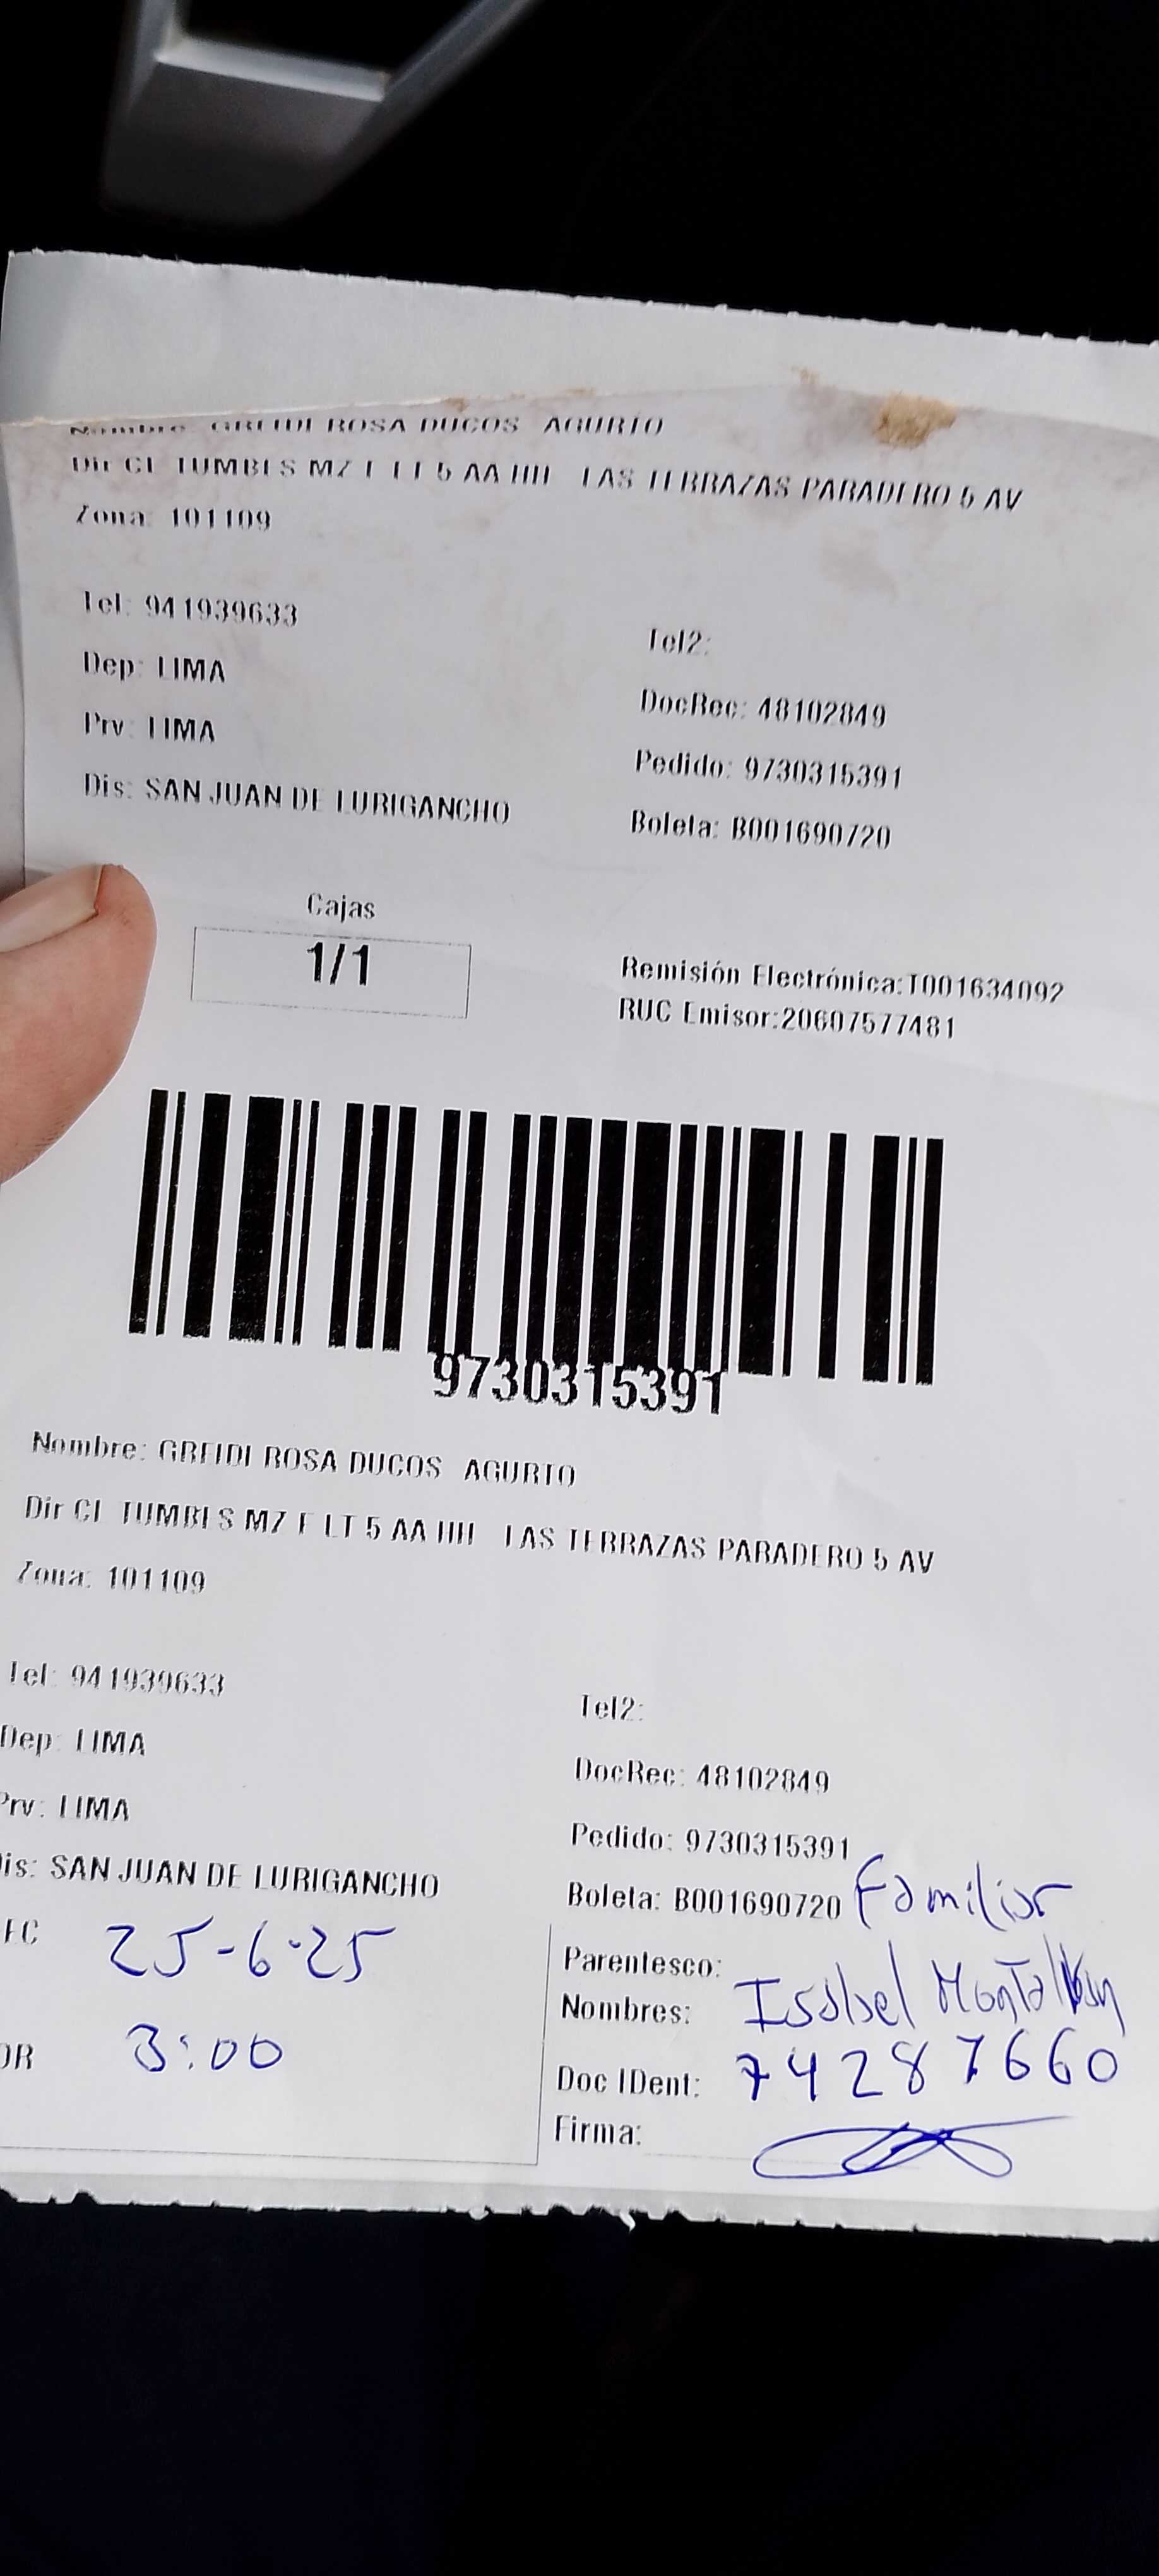 Nombre: GREIDI ROSA DUCOS AGURTO
Dir CL TUMBES MZ F LT 5 AA HH LAS TERRAZAS PARADERO 5 AV
Zona: 101109
Tel: 941939633
Tel2:
Dep: LIMA
DocRec: 48102849
Prv: LIMA
Pedido: 9730315391
Dis: SAN JUAN DE LURIGANCHO
Boleta: B001690720
Cajas
1/1
Remisión Electrónica:T001634092
RUC Emisor:20607577481
9730315391
Nombre: GREIDI ROSA DUCOS AGURTO
Dir CL TUMBES MZ F LT 5 AA HH LAS TERRAZAS PARADERO 5 AV
Zona: 101109
Tel: 941939633
Tel2:
Dep: LIMA
DocRec: 48102849
Prv: LIMA
Pedido: 9730315391
is: SAN JUAN DE LURIGANCHO
Boleta: B001690720
Familiar
EC 25-6-25
Parentesco:
Nombres: Isabel Montalvan
OR 3:00
Doc IDent: 74287660
Firma: